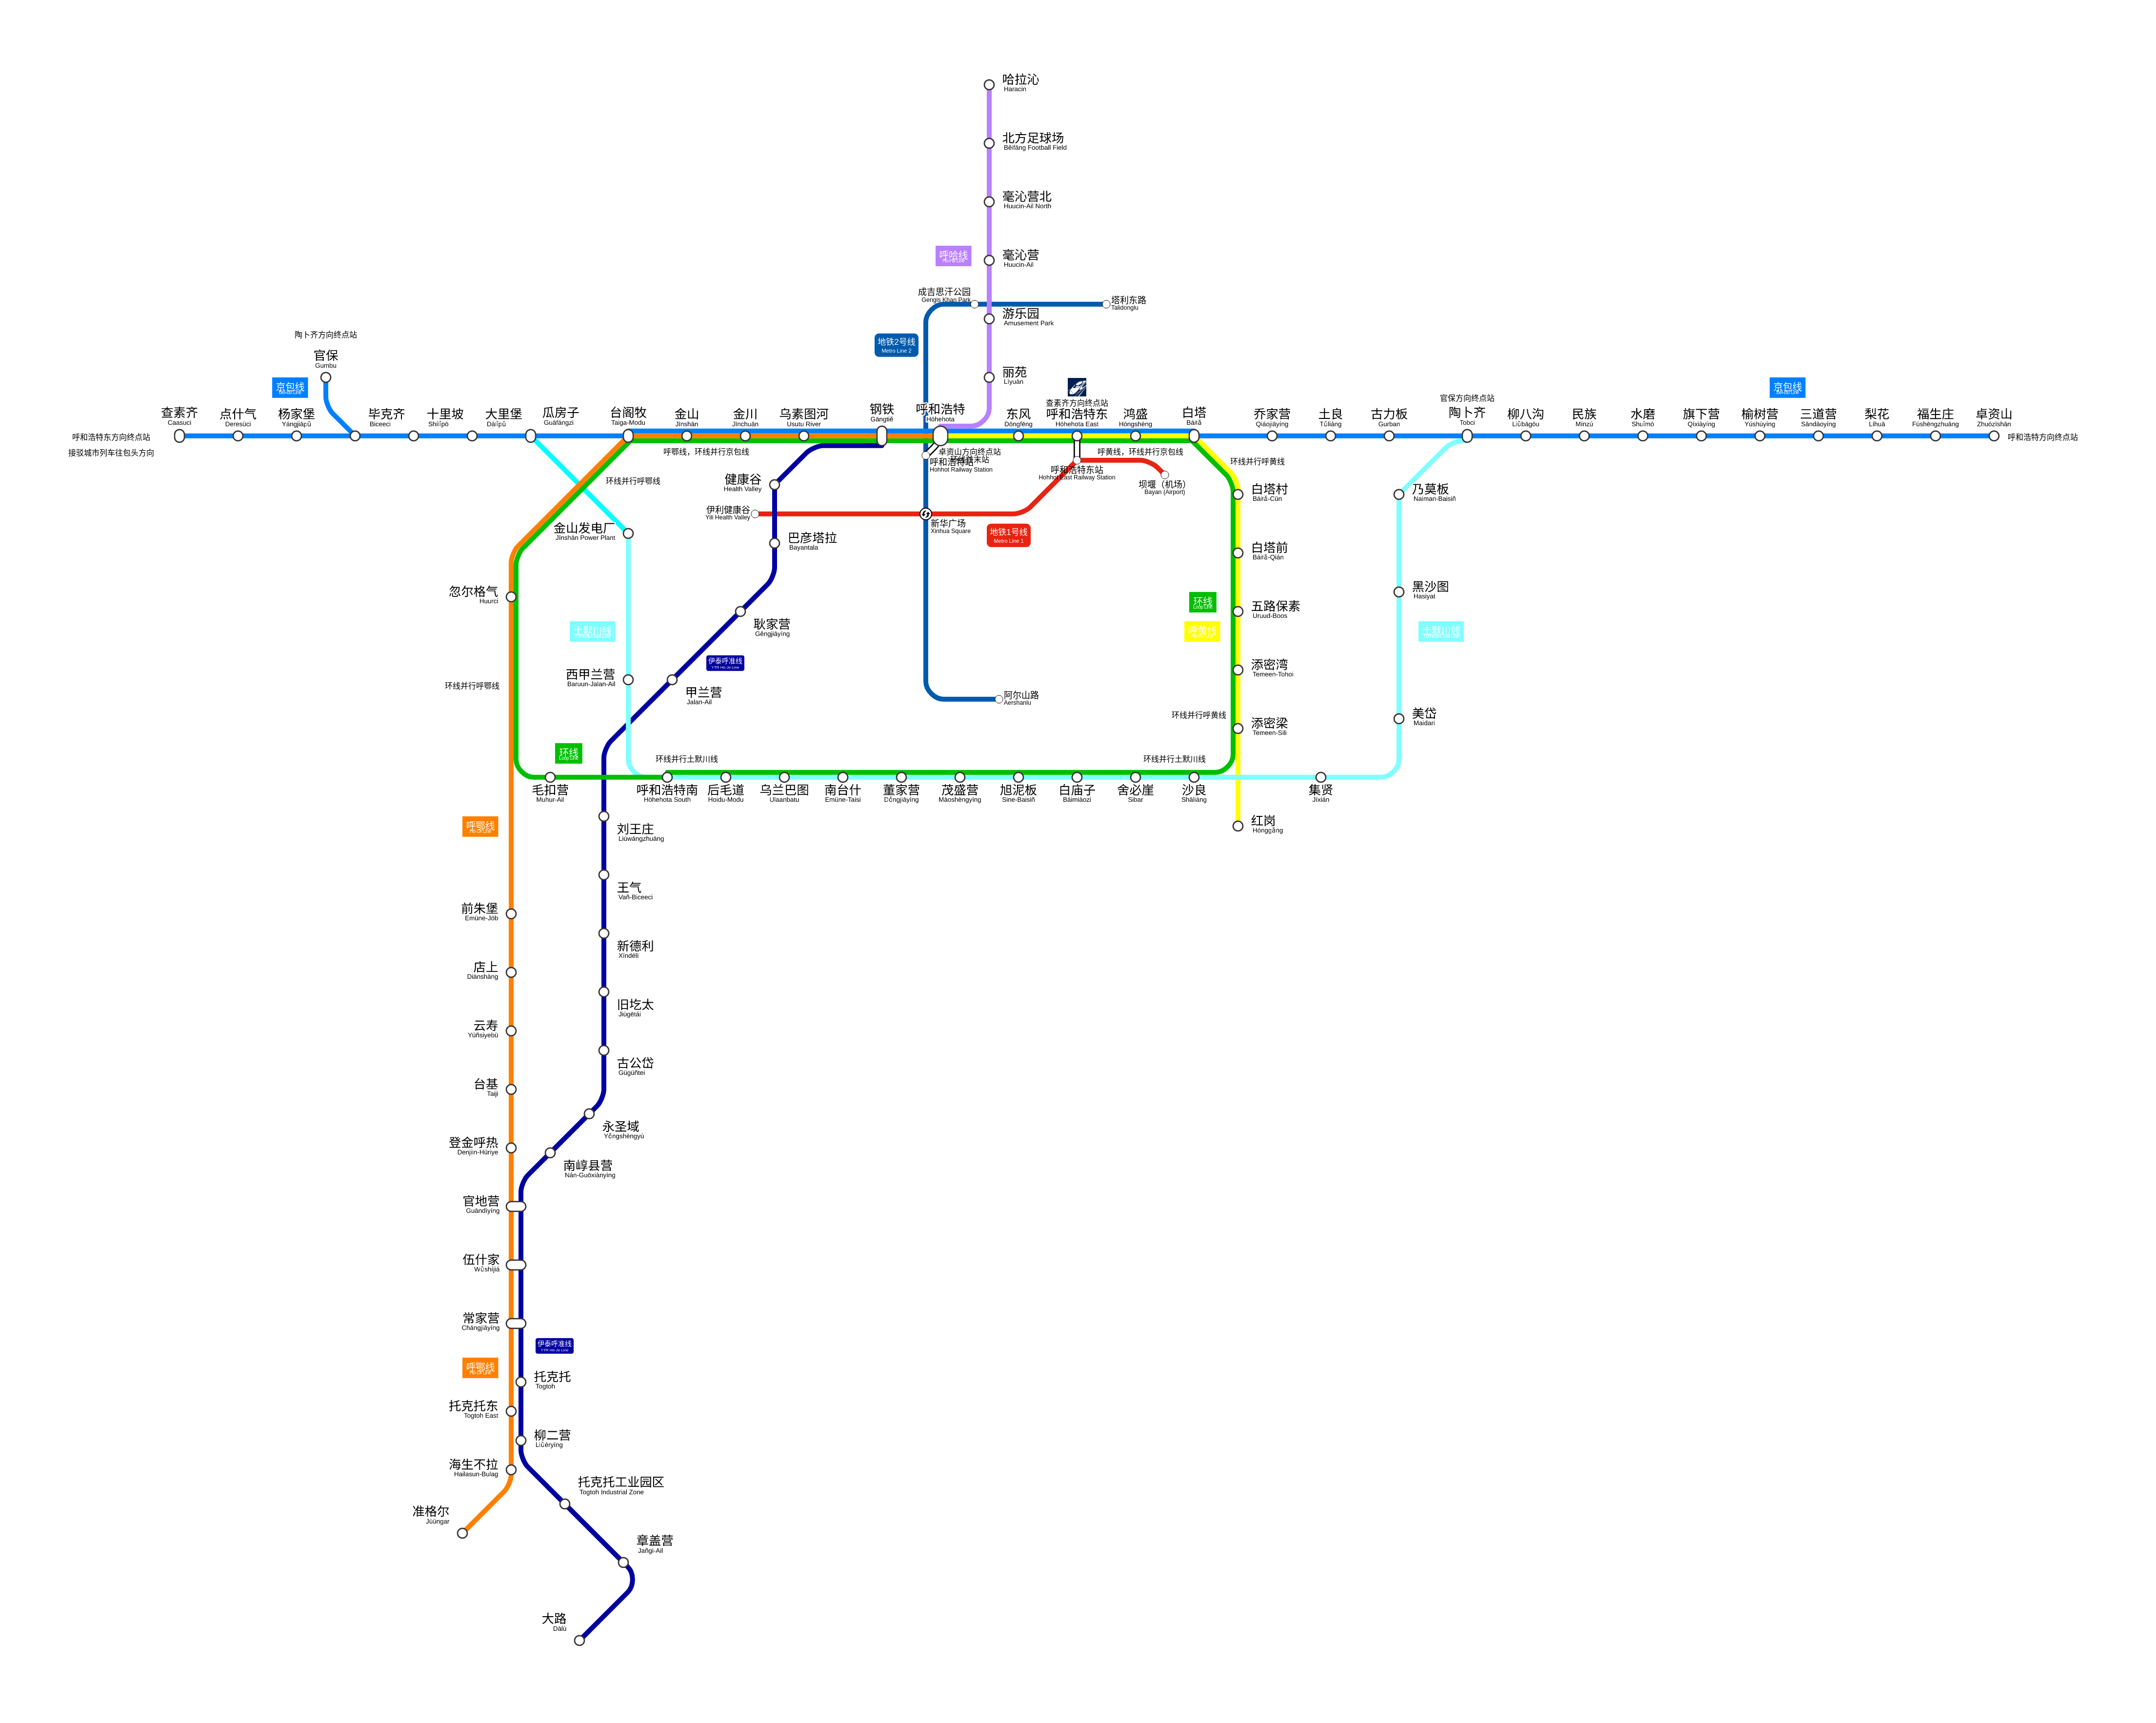 哈拉沁
Haracin
北方足球场
Běifāng Football Field
毫沁营北
Huucin-Ail North
呼哈线
毫沁营
Huucin-Ail
成吉思汗公园
Gengis Khan Park
塔利东路
Talidonglu
游乐园
Amusement Park
地铁2号线
Metro Line 2
丽苑
Lìyuàn
陶卜齐方向终点站
官保
Gumbu
京包线
京包线
官保方向终点站
查素齐方向终点站
呼和浩特东方向终点站
接驳城市列车往包头方向
查素齐
Caasuci
点什气
Deresüci
杨家堡
Yángjiāpǔ
毕克齐
Biceeci
十里坡
Shílǐpō
大里堡
Dàilǐpǔ
瓜房子
Guāfángzi
台阁牧
Taiga-Modu
金山
Jīnshān
金川
Jīnchuān
乌素图河
Usutu River
钢铁
Gāngtiě
呼和浩特
Höhehota
东风
Dōngfēng
呼和浩特东
Höhehota East
鸿盛
Hóngshèng
白塔
Báitǎ
乔家营
Qiáojiāyíng
土良
Tǔliáng
古力板
Gurban
陶卜齐
Tobci
柳八沟
Liǔbāgōu
民族
Mínzú
水磨
Shuǐmò
旗下营
Qíxiàyíng
榆树营
Yúshùyíng
三道营
Sāndàoyíng
梨花
Líhuā
福生庄
Fúshēngzhuāng
卓资山
Zhuózīshān
呼和浩特方向终点站
呼鄂线，环线并行京包线
卓资山方向终点站
呼和浩特站
Hohhot Railway Station
呼黄线，环线并行京包线
呼和浩特东站
Hohhot East Railway Station
坝堰（机场）
Bayan (Airport)
环线并行呼黄线
环线并行呼鄂线
健康谷
Health Valley
伊利健康谷
Yili Health Valley
新华广场
Xinhua Square
地铁1号线
Metro Line 1
白塔村
Báitǎ-Cūn
乃莫板
Naiman-Baisiñ
金山发电厂
Jīnshān Power Plant
巴彦塔拉
Bayantala
白塔前
Báitǎ-Qián
忽尔格气
Huurci
黑沙图
Hasiyat
环线
五路保素
Uruud-Boos
耿家营
Gěngjiāyíng
土默川线
呼黄线
土默川线
伊泰呼准线
添密湾
Temeen-Tohoi
西甲兰营
Baruun-Jalan-Ail
环线并行呼鄂线
甲兰营
Jalan-Ail
阿尔山路
Aershanlu
环线并行呼黄线
添密梁
Temeen-Sili
美岱
Maidari
环线
环线并行土默川线
环线并行土默川线
毛扣营
Muhur-Ail
呼和浩特南
Höhehota South
后毛道
Hoidu-Modu
乌兰巴图
Ulaanbatu
南台什
Emüne-Taisi
董家营
Dǒngjiāyíng
茂盛营
Màoshèngyíng
旭泥板
Sine-Baisiñ
白庙子
Báimiàozi
舍必崖
Sibar
沙良
Shāliáng
集贤
Jíxián
呼鄂线
刘王庄
Liúwángzhuāng
红岗
Hónggǎng
王气
Vañ-Biceeci
前朱堡
Emüne-Jöb
新德利
Xīndélì
店上
Diànshàng
旧圪太
Jiùgētài
云寿
Yüñsiyebü
古公岱
Gügüñtei
台基
Taiji
永圣域
Yǒngshèngyù
登金呼热
Denjiin-Hüriye
南崞县营
Nán-Guōxiànyíng
官地营
Guāndìyíng
伍什家
Wǔshíjiā
常家营
Chángjiāyíng
伊泰呼准线
呼鄂线
托克托
Togtoh
托克托东
Togtoh East
柳二营
Liǔèryíng
海生不拉
Hailasun-Bulag
托克托工业园区
Togtoh Industrial Zone
准格尔
Jüüngar
章盖营
Jañgi-Ail
大路
Dàlù